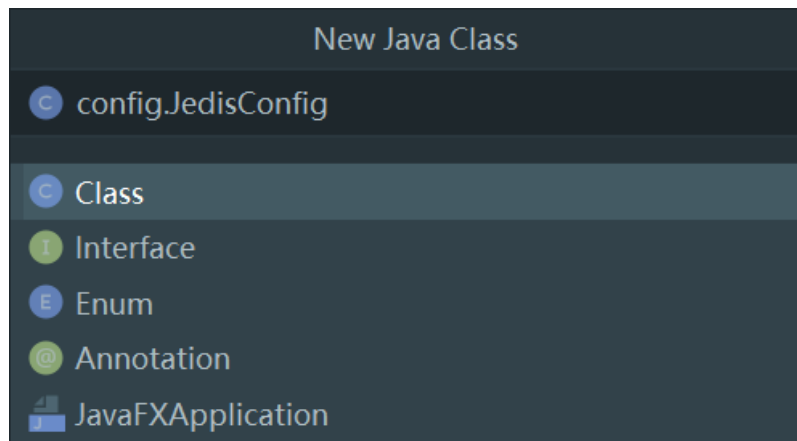 New Java Class
C config.JedisConfig
C Class
I Interface
E Enum
@ Annotation
J JavaFXApplication